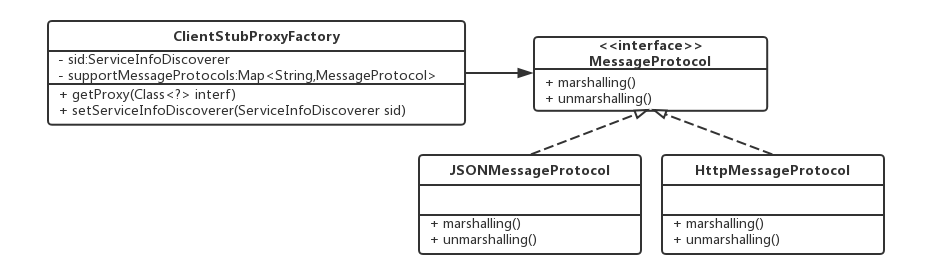 ClientStubProxyFactory
- sid:ServiceInfoDiscoverer
- supportMessageProtocols:Map<String,MessageProtocol>
+ getProxy(Class<?> interf)
+ setServiceInfoDiscoverer(ServiceInfoDiscoverer sid)
<<interface>>
MessageProtocol
+ marshalling()
+ unmarshalling()
JSONMessageProtocol
+ marshalling()
+ unmarshalling()
HttpMessageProtocol
+ marshalling()
+ unmarshalling()